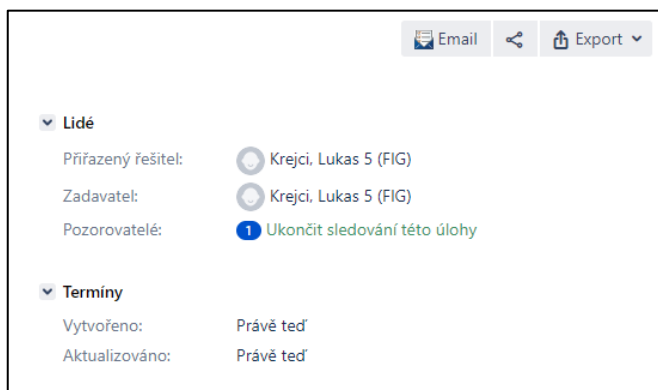 Email Export
Lidé
Přiřazený řešitel: Krejci, Lukas 5 (FIG)
Zadavatel: Krejci, Lukas 5 (FIG)
Pozorovatelé: 1 Ukončit sledování této úlohy
Termíny
Vytvořeno: Právě teď
Aktualizováno: Právě teď